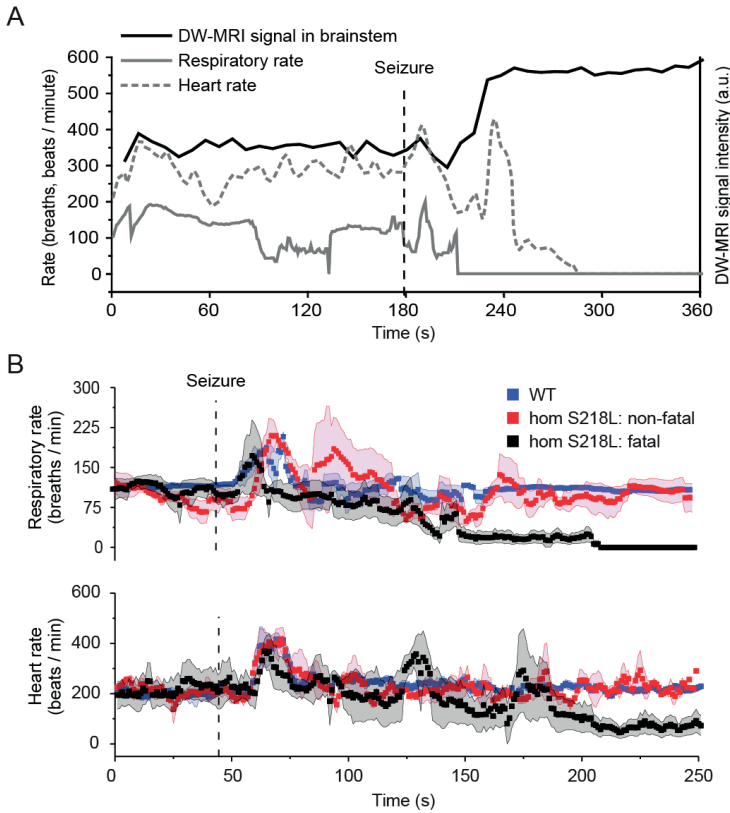 A
DW-MRI signal in brainstem
Respiratory rate
Heart rate
Seizure
Rate (breaths, beats / minute)
600
500
400
300
200
100
0
DW-MRI signal intensity (a.u.)
0
60
120
180
240
300
360
Time (s)
B
Seizure
WT
hom S218L: non-fatal
hom S218L: fatal
Respiratory rate
(breaths / min)
300
225
150
75
0
Heart rate
(beats / min)
600
400
200
0
0
50
100
150
200
250
Time (s)